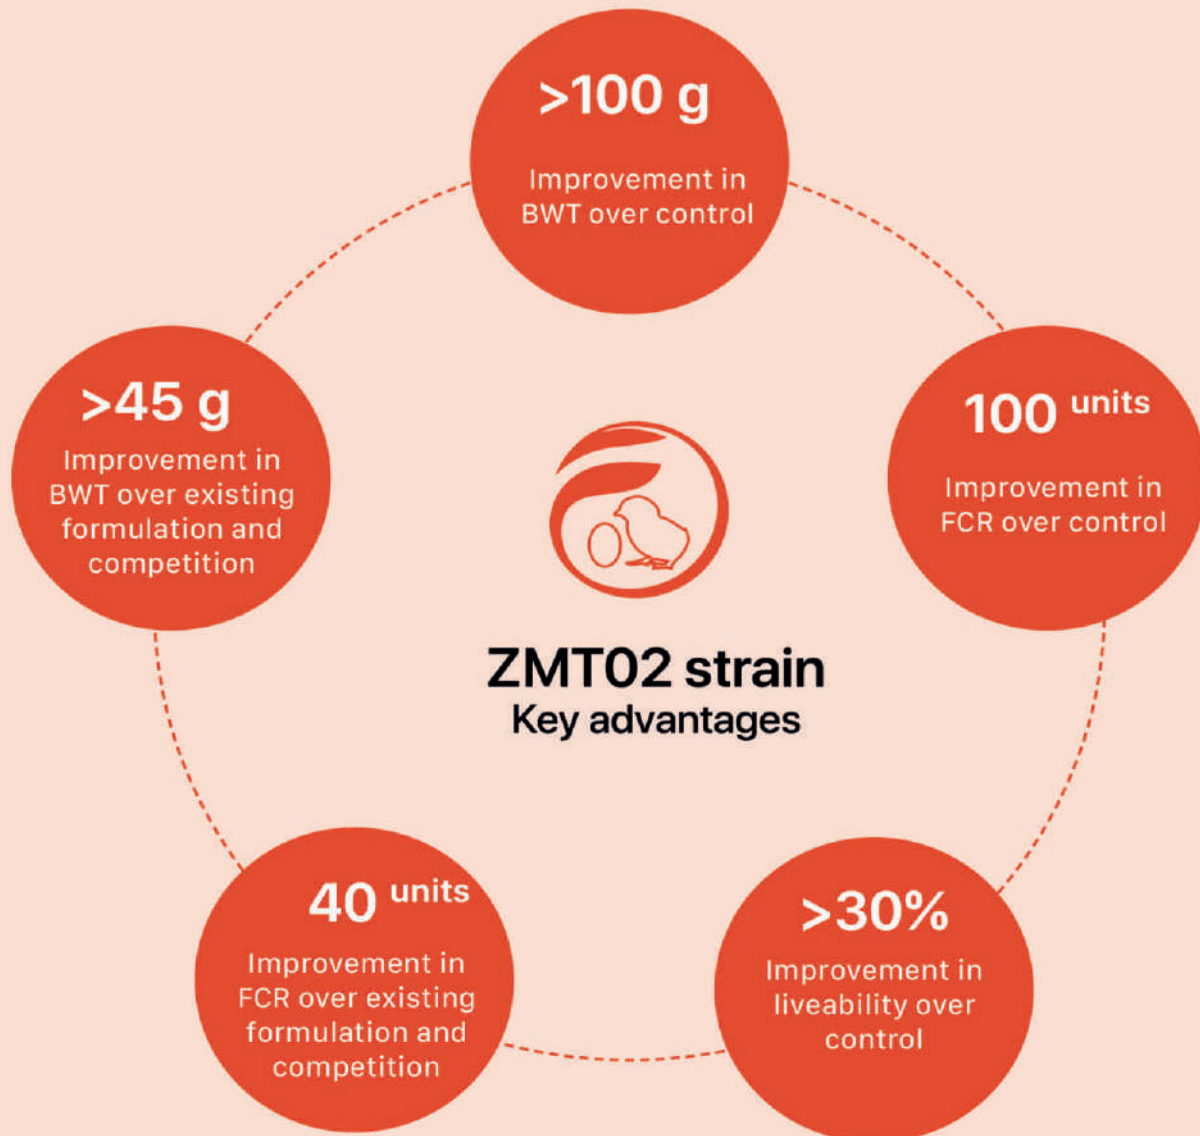 >100 g
Improvement in
BWT over control
>45 g
Improvement in
BWT over existing
formulation and
competition
100 units
Improvement in
FCR over control
ZMT02 strain
Key advantages
40 units
Improvement in
FCR over existing
formulation and
competition
>30%
Improvement in
liveability over
control